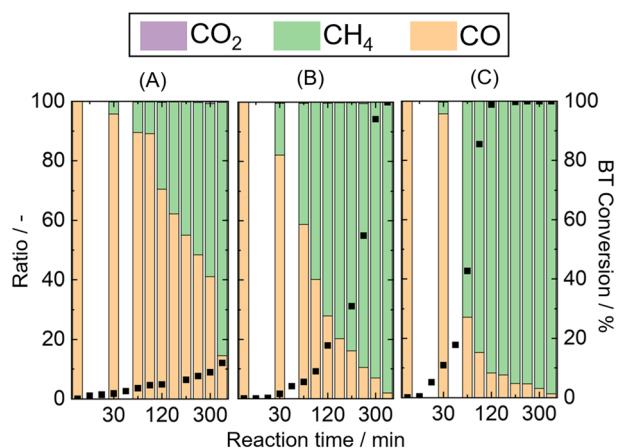 CO₂ CH₄ CO
(A) (B) (C)
100 100
80 80
60 60
40 40
20 20
0 0
30 120 300 30 120 300 30 120 300
Ratio / -
BT Conversion / %
Reaction time / min